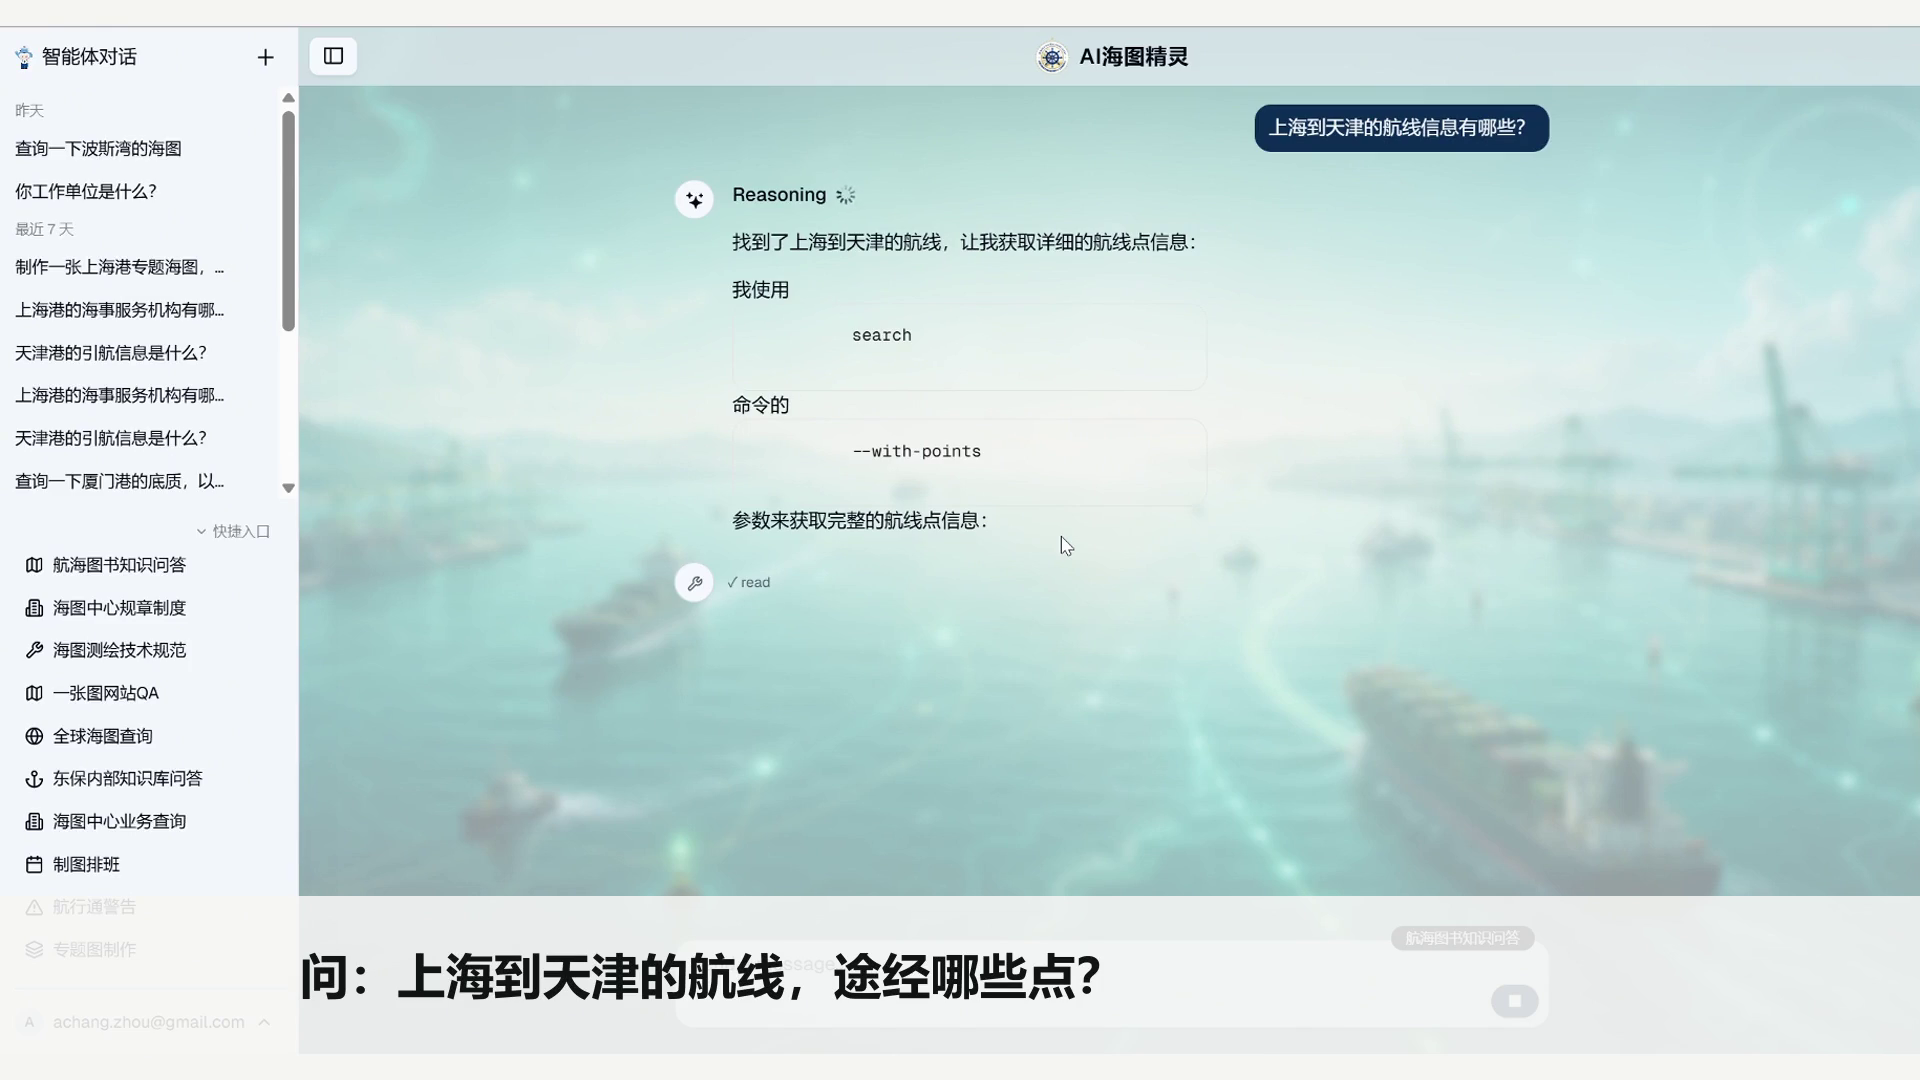 智能体对话
AI海图精灵
昨天
查询一下波斯湾的海图
你工作单位是什么？
最近 7 天
制作一张上海港专题海图，...
上海港的海事服务机构有哪...
天津港的引航信息是什么？
上海港的海事服务机构有哪...
天津港的引航信息是什么？
查询一下厦门港的底质，以...
快捷入口
航海图书知识问答
海图中心规章制度
海图测绘技术规范
一张图网站QA
全球海图查询
东保内部知识库问答
海图中心业务查询
制图排班
航行通警告
专题图制作
A achang.zhou@gmail.com
上海到天津的航线信息有哪些？
Reasoning
找到了上海到天津的航线，让我获取详细的航线点信息：
我使用
search
命令的
--with-points
参数来获取完整的航线点信息：
✓ read
航海图书知识问答
问：上海到天津的航线，途经哪些点？